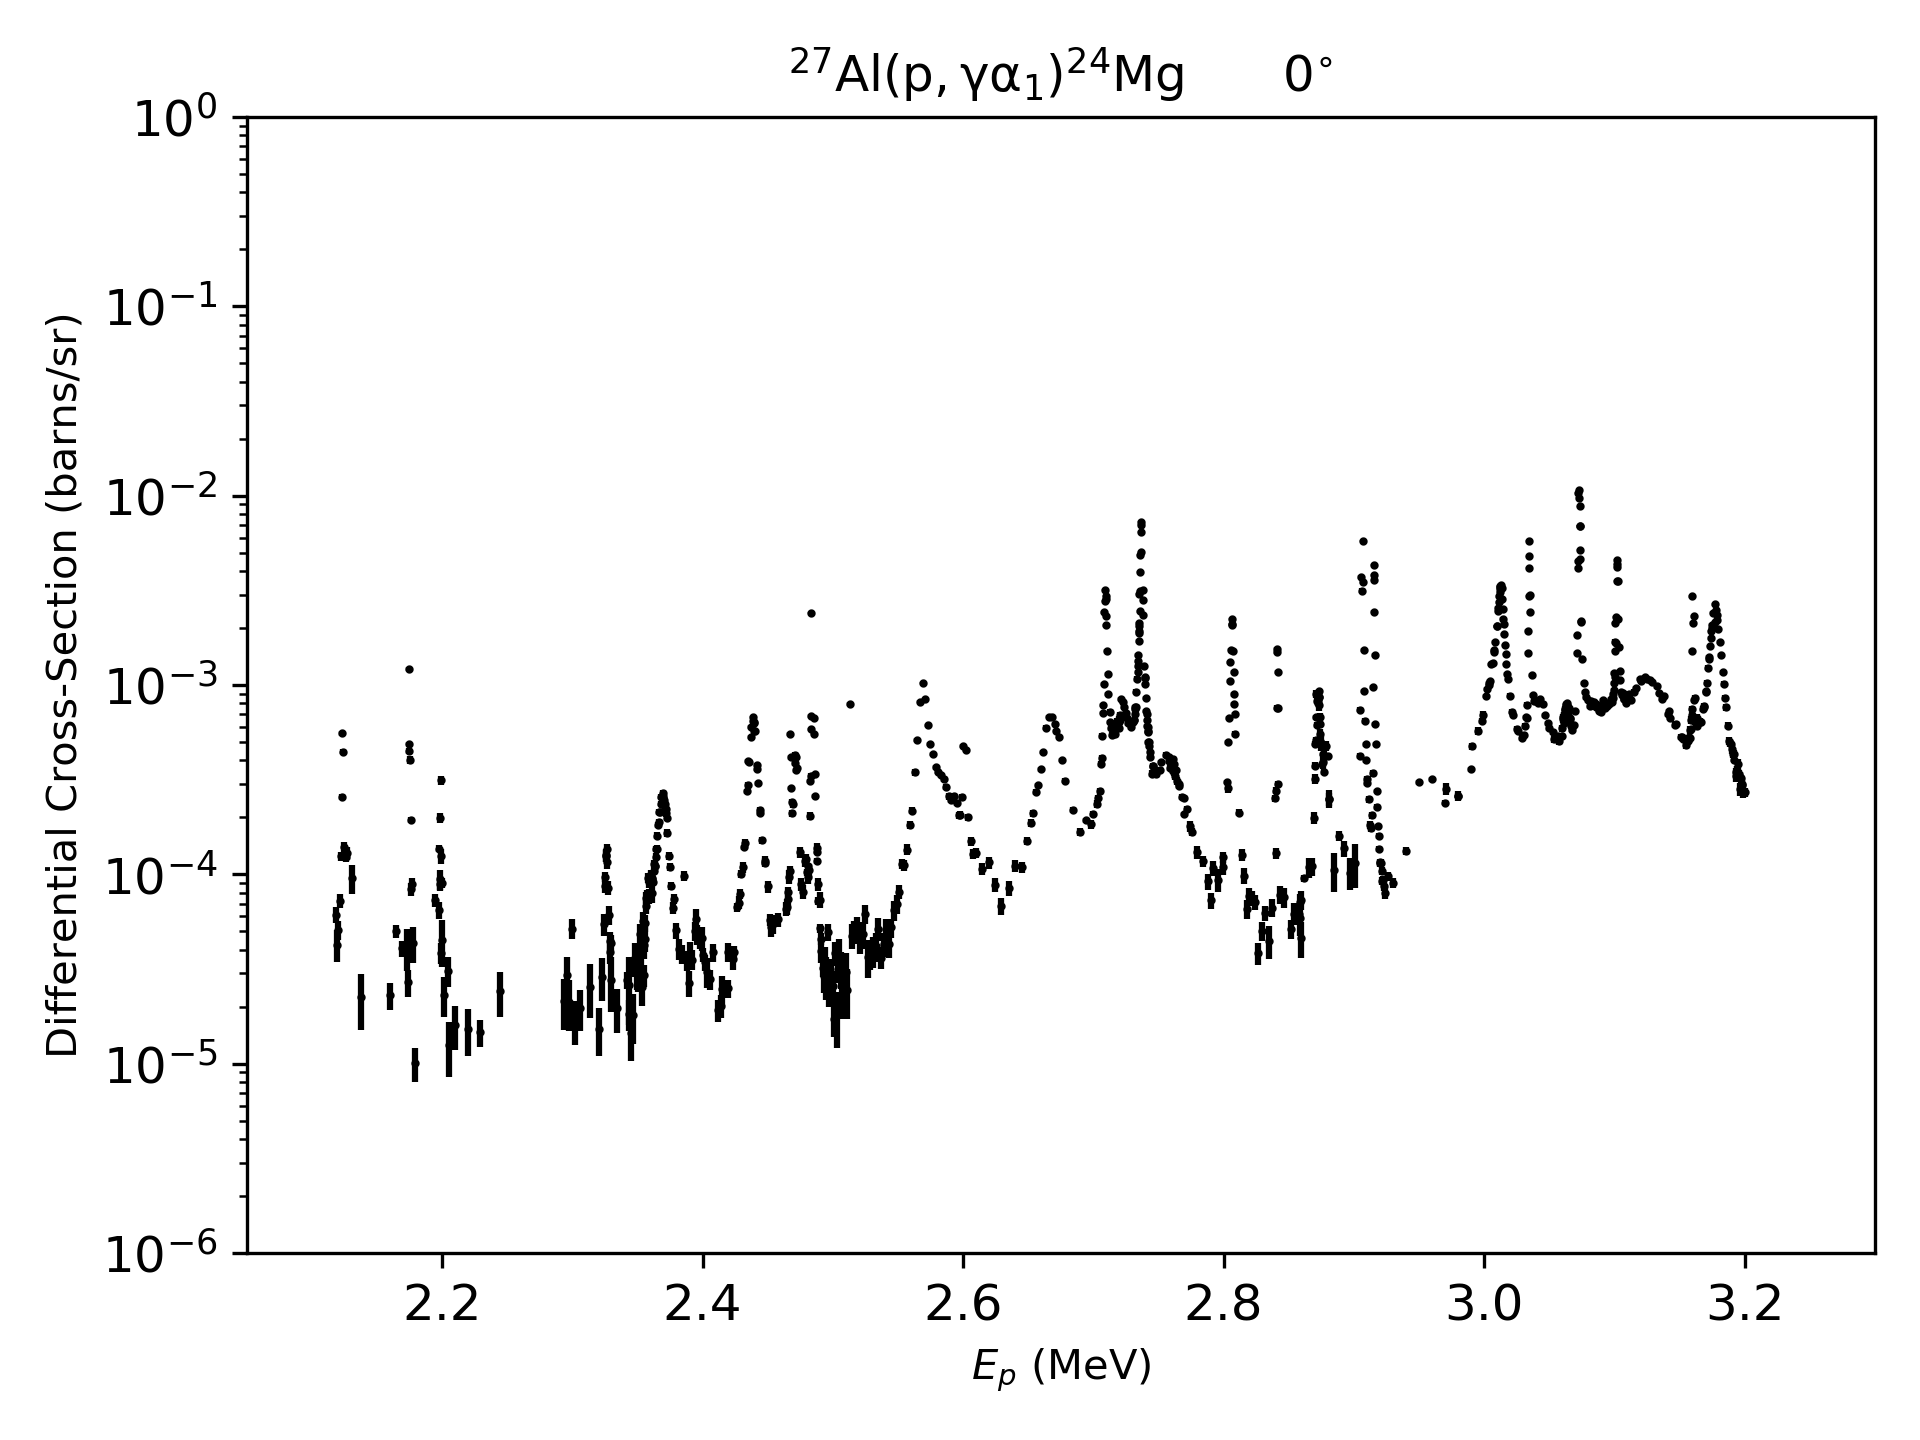 ²⁷Al(p, γα₁)²⁴Mg 0°
10⁰
10⁻¹
10⁻²
10⁻³
10⁻⁴
10⁻⁵
10⁻⁶
Differential Cross-Section (barns/sr)
2.2 2.4 2.6 2.8 3.0 3.2
Eₚ (MeV)